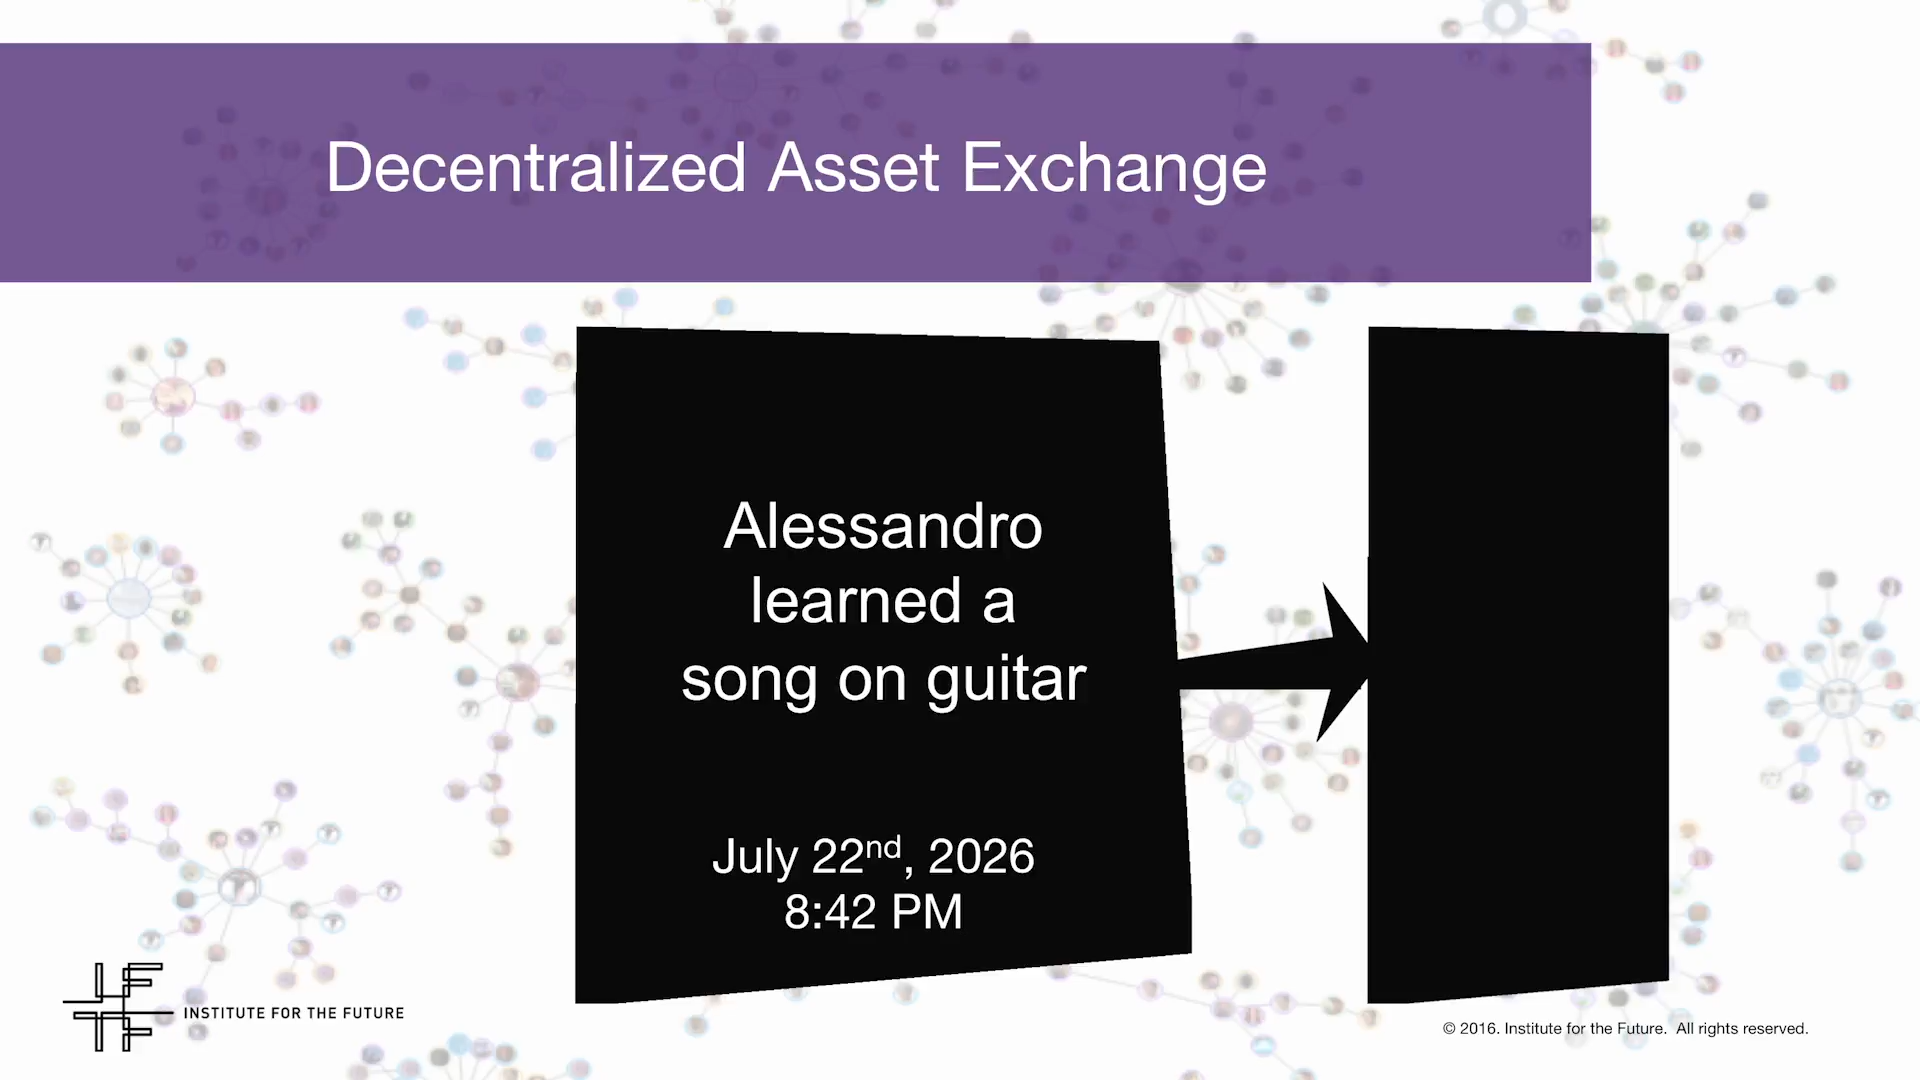 Decentralized Asset Exchange
Alessandro
learned a
song on guitar
July 22nd, 2026
8:42 PM
INSTITUTE FOR THE FUTURE
© 2016. Institute for the Future. All rights reserved.